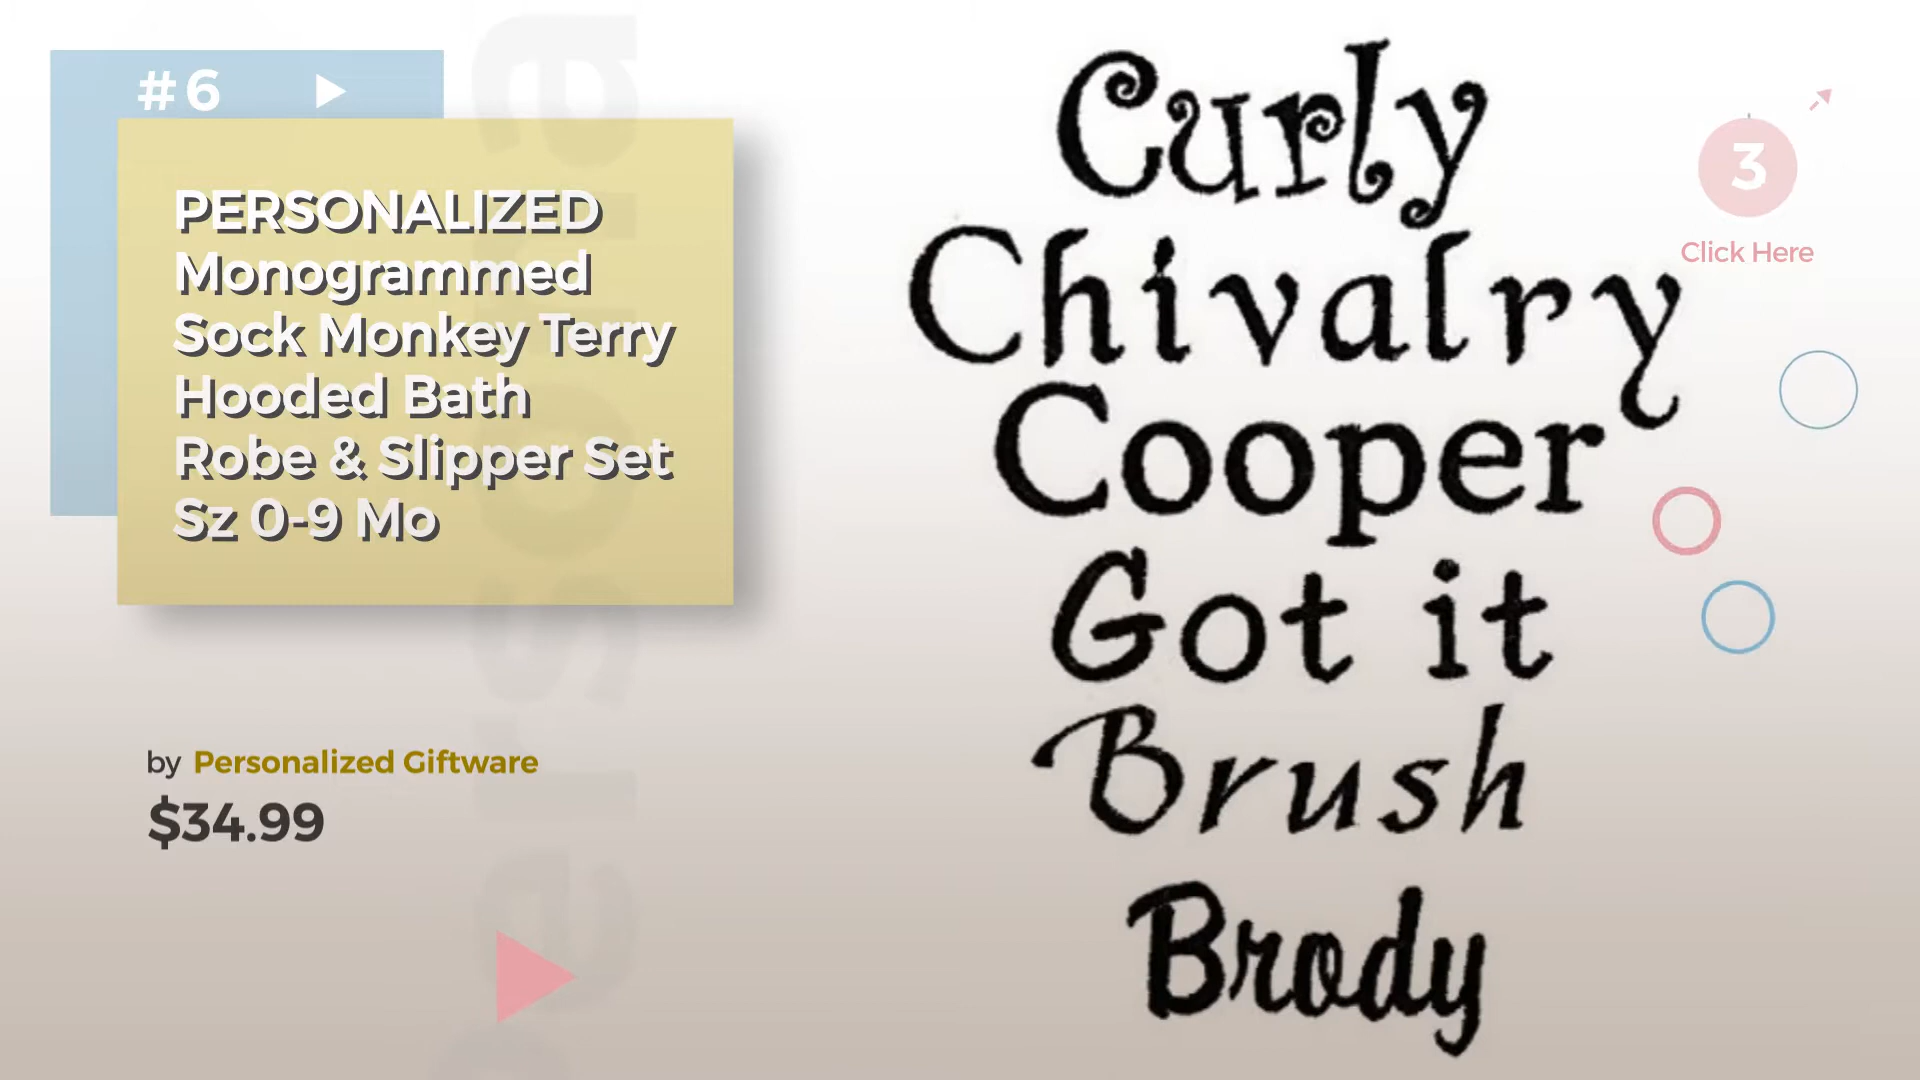 #6
PERSONALIZED
Monogrammed
Sock Monkey Terry
Hooded Bath
Robe & Slipper Set
Sz 0-9 Mo
by Personalized Giftware
$34.99
Curly
Chivalry
Cooper
Got it
Brush
Brody
3
Click Here